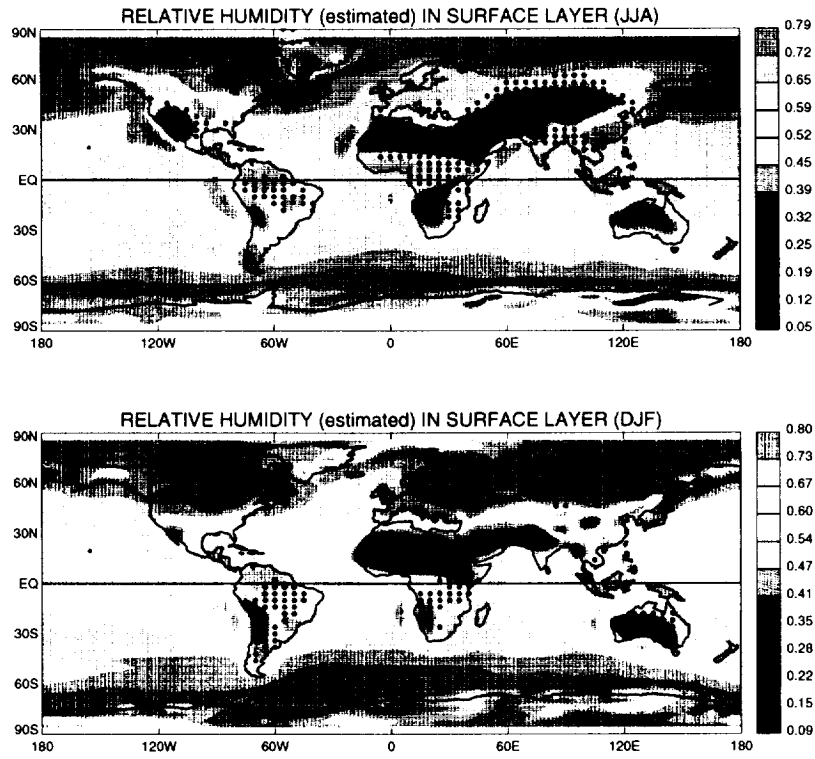 RELATIVE HUMIDITY (estimated) IN SURFACE LAYER (JJA)
90N
60N
30N
EQ
30S
60S
90S
180
120W
60W
0
60E
120E
180
0.79
0.72
0.65
0.59
0.52
0.45
0.39
0.32
0.25
0.19
0.12
0.05
RELATIVE HUMIDITY (estimated) IN SURFACE LAYER (DJF)
90N
60N
30N
EQ
30S
60S
90S
180
120W
60W
0
60E
120E
180
0.80
0.73
0.67
0.60
0.54
0.47
0.41
0.35
0.28
0.22
0.15
0.09